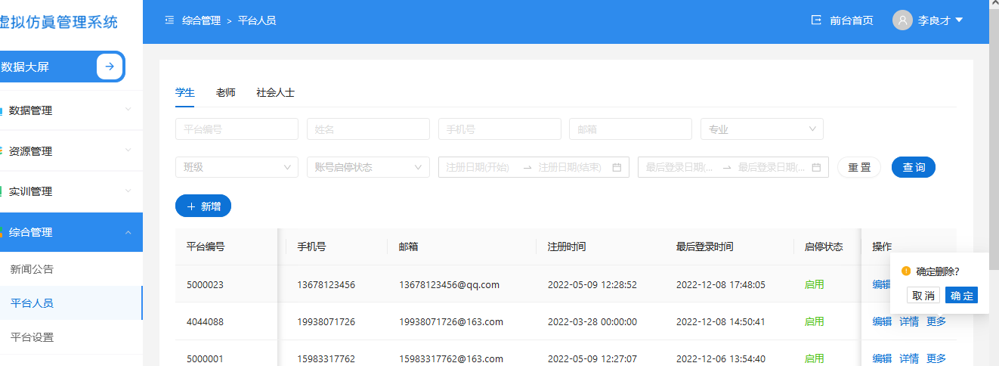 虚拟仿真管理系统
数据大屏
数据管理
资源管理
实训管理
综合管理
新闻公告
平台人员
平台设置
综合管理 > 平台人员
前台首页 李良才
学生 老师 社会人士
平台编号 姓名 手机号 邮箱 专业
班级 账号启停状态 注册日期(开始) → 注册日期(结束) 最后登录日期(... → 最后登录日期(... 重 置 查 询
+ 新增
平台编号 手机号 邮箱 注册时间 最后登录时间 启停状态 操作
5000023 13678123456 13678123456@qq.com 2022-05-09 12:28:52 2022-12-08 17:48:05 启用 编辑
确定删除?
取 消 确 定
4044088 19938071726 19938071726@163.com 2022-03-28 00:00:00 2022-12-08 14:50:41 启用 编辑 详情 更多
5000001 15983317762 15983317762@163.com 2022-05-09 12:27:07 2022-12-06 13:54:40 启用 编辑 详情 更多